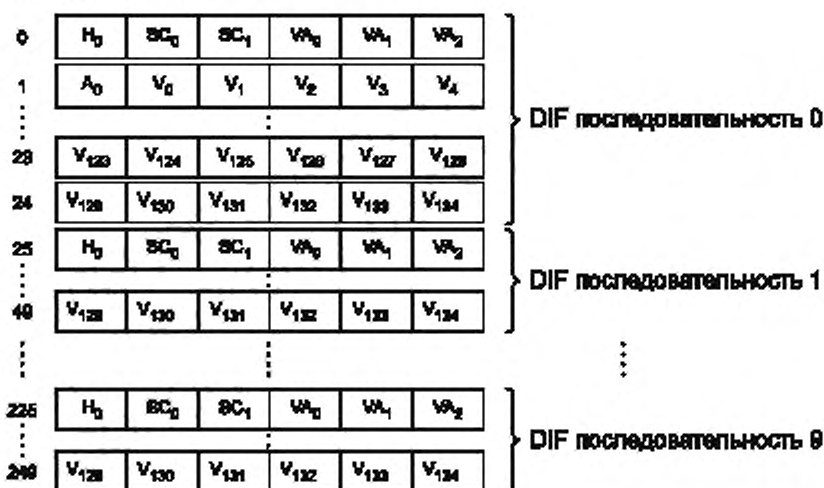 0 H₀ SC₀ SC₁ VA₀ VA₁ VA₂
1 A₀ V₀ V₁ V₂ V₃ V₄
DIF последовательность 0
23 V₁₂₃ V₁₂₄ V₁₂₅ V₁₂₆ V₁₂₇ V₁₂₈
24 V₁₂₉ V₁₃₀ V₁₃₁ V₁₃₂ V₁₃₃ V₁₃₄
25 H₀ SC₀ SC₁ VA₀ VA₁ VA₂
DIF последовательность 1
49 V₁₂₉ V₁₃₀ V₁₃₁ V₁₃₂ V₁₃₃ V₁₃₄
225 H₀ SC₀ SC₁ VA₀ VA₁ VA₂
DIF последовательность 9
249 V₁₂₉ V₁₃₀ V₁₃₁ V₁₃₂ V₁₃₃ V₁₃₄